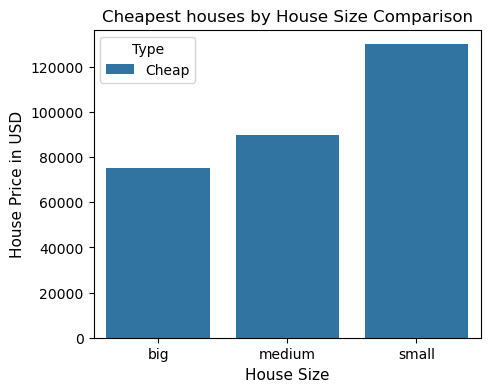 Cheapest houses by House Size Comparison
Type
Cheap
House Price in USD
120000
100000
80000
60000
40000
20000
0
big medium small
House Size